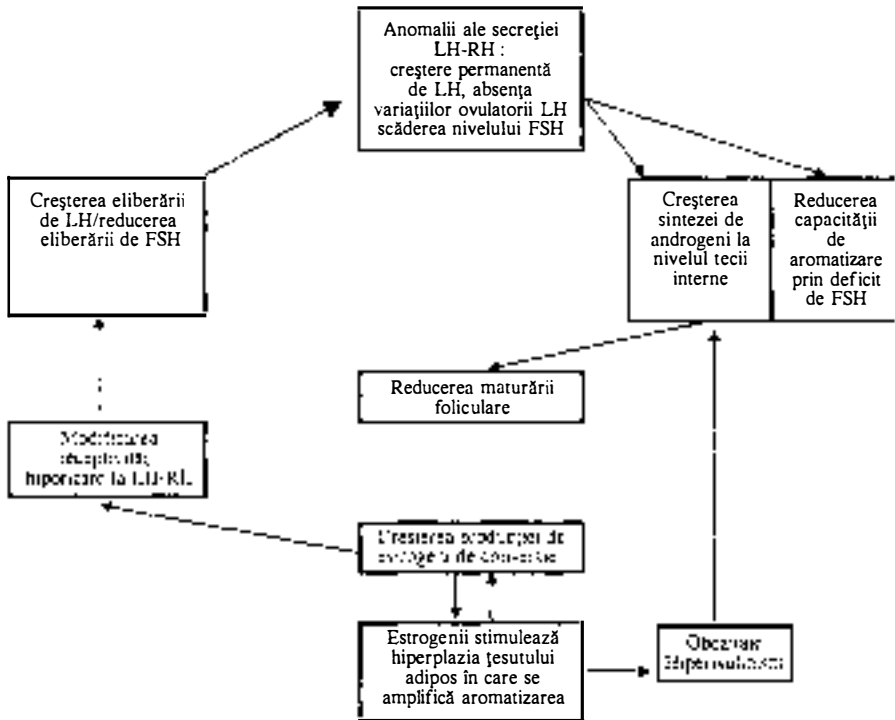 Anomalii ale secreţiei
LH-RH :
creştere permanentă
de LH, absenţa
variaţiilor ovulatorii LH
scăderea nivelului FSH
Creşterea eliberării
de LH/reducerea
eliberării de FSH
Creşterea
sintezei de
androgeni la
nivelul tecii
interne
Reducerea
capacităţii
de
aromatizare
prin deficit
de FSH
Reducerea maturării
foliculare
la
de
Estrogenii stimulează
hiperplazia ţesutului
adipos în care se
amplifică aromatizarea